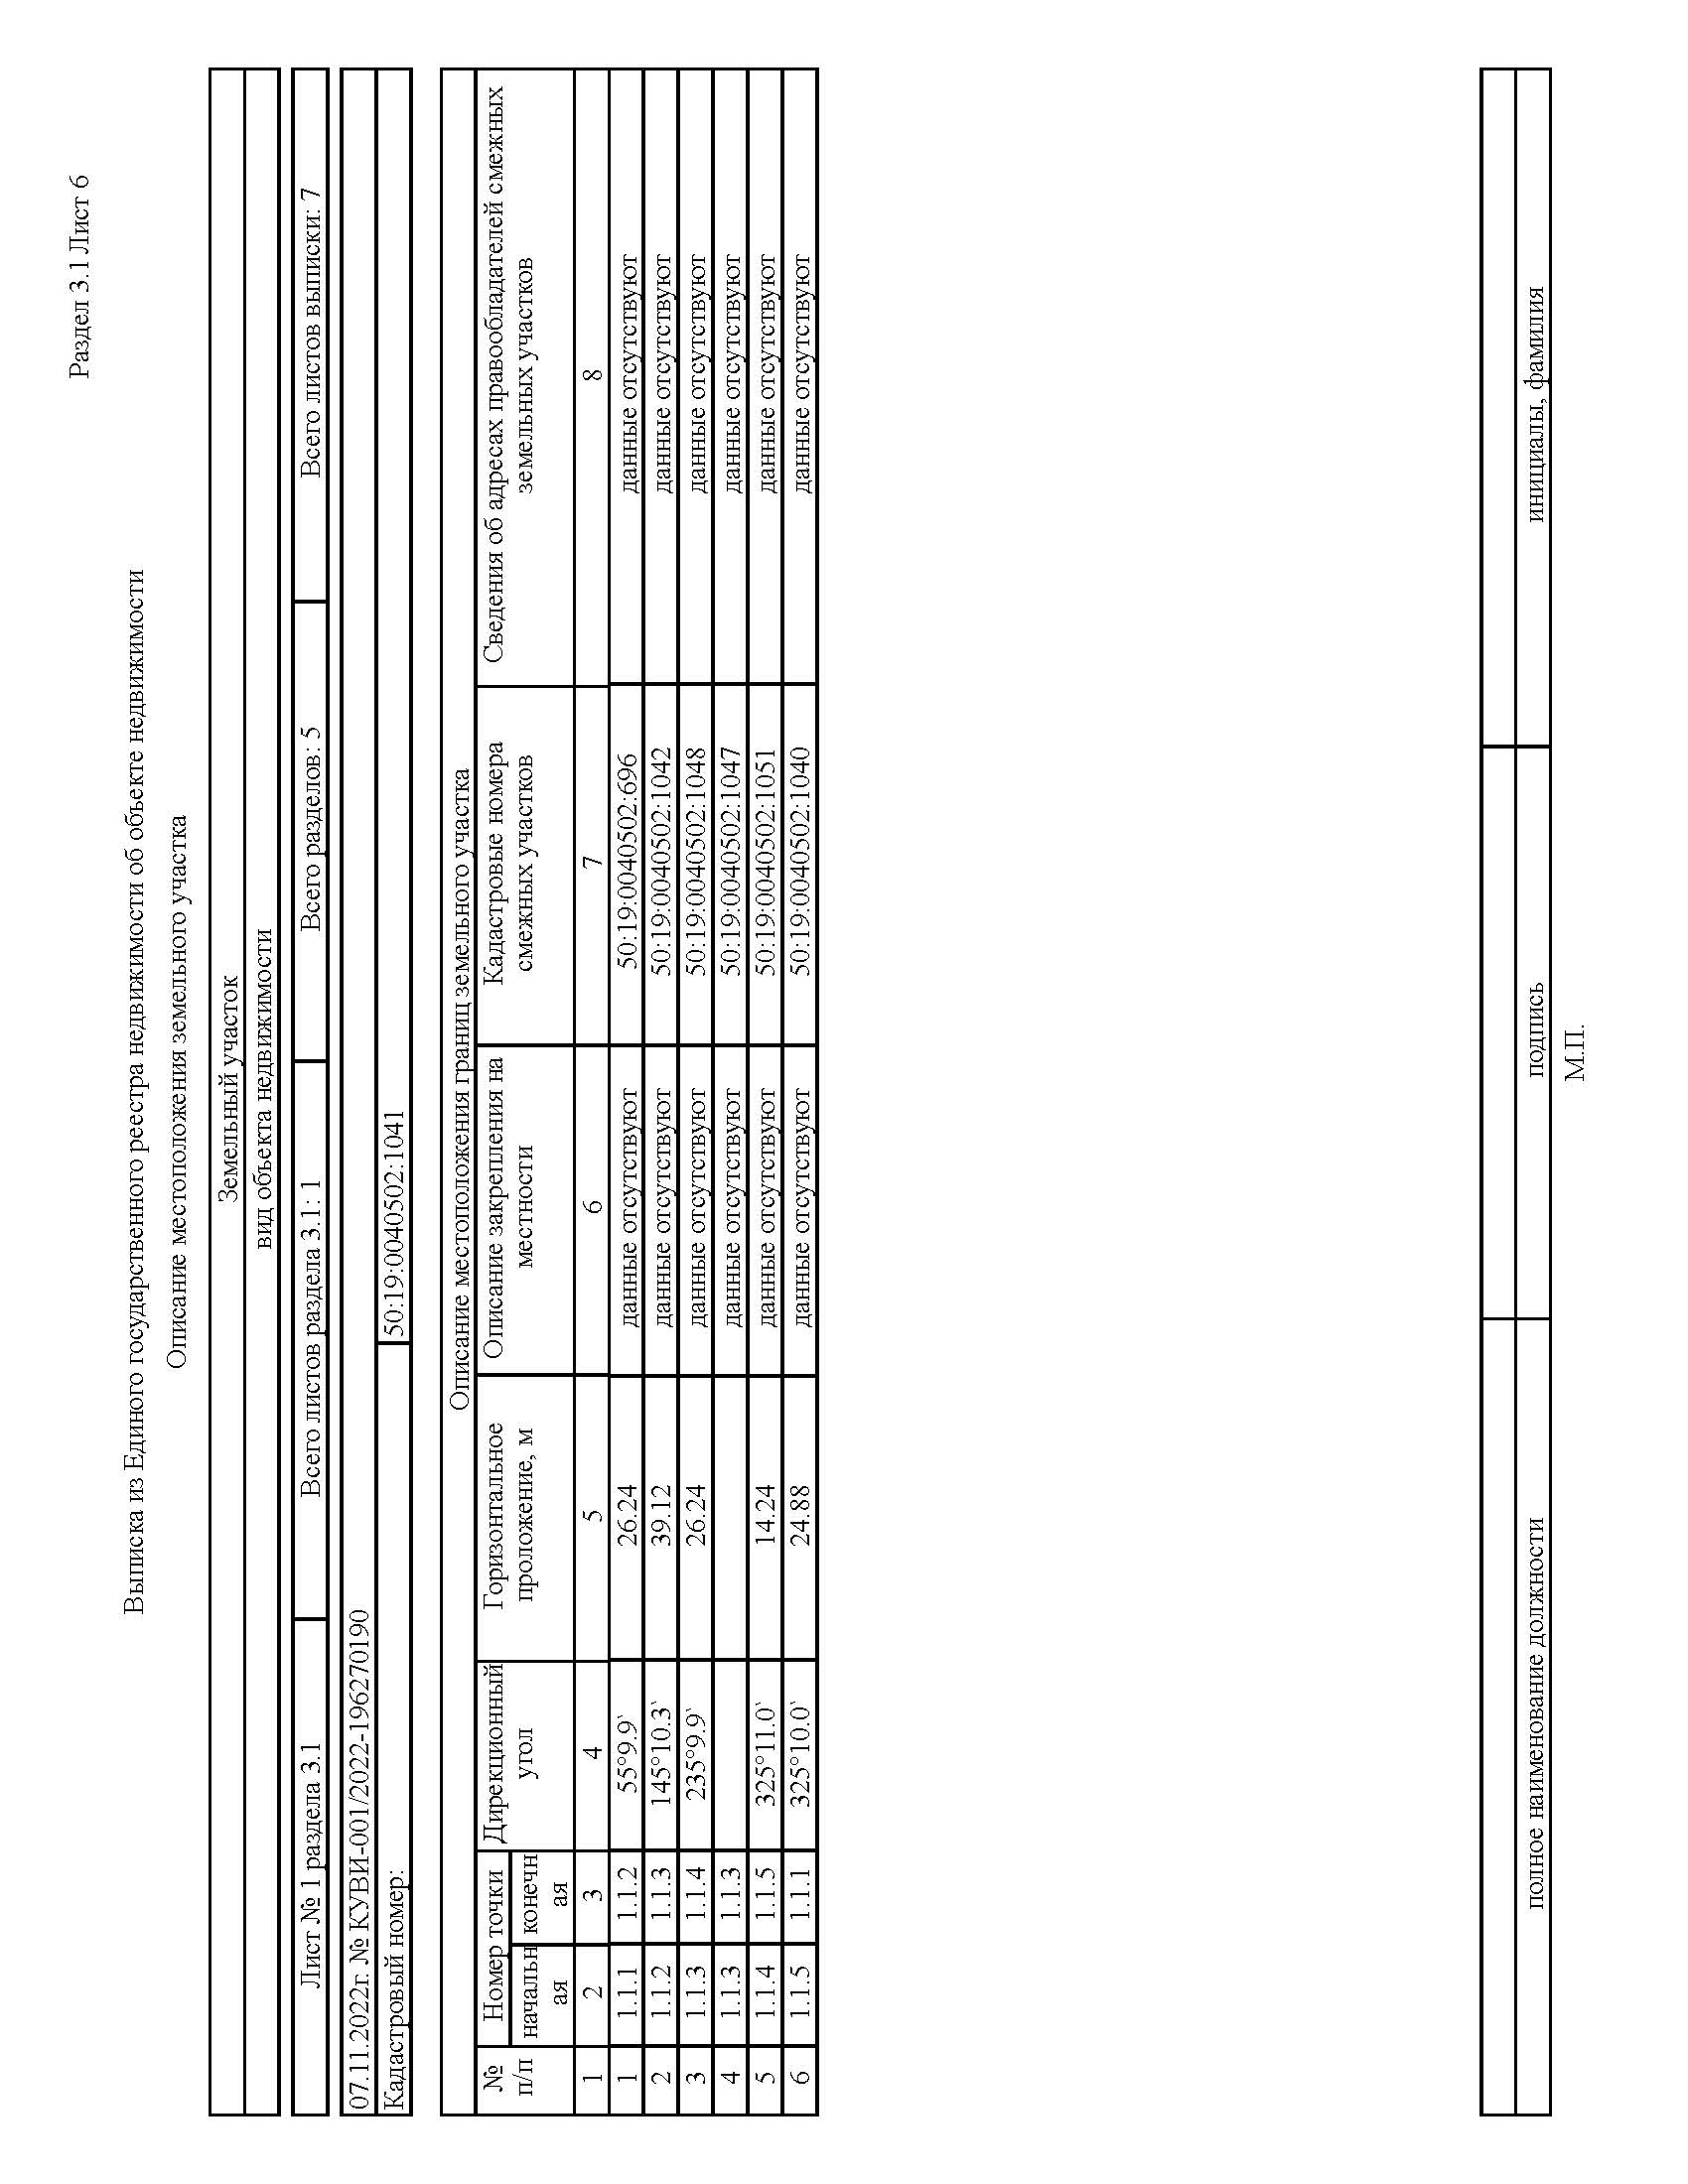 Раздел 3.1 Лист 6
Выписка из Единого государственного реестра недвижимости об объекте недвижимости
Описание местоположения земельного участка
Земельный участок
вид объекта недвижимости
Лист № 1 раздела 3.1 Всего листов раздела 3.1: 1 Всего разделов: 5 Всего листов выписки: 7
07.11.2022г. № КУВИ-001/2022-196270190
Кадастровый номер: 50:19:0040502:1041
Описание местоположения границ земельного участка
№ Номер точки Дирекционный Горизонтальное Описание закрепления на Кадастровые номера Сведения об адресах правообладателей смежных
п/п начальн конечн угол проложение, м местности смежных участков земельных участков
ая ая
1 2 3 4 5 6 7 8
1 1.1.1 1.1.2 55°9.9` 26.24 данные отсутствуют 50:19:0040502:696 данные отсутствуют
2 1.1.2 1.1.3 145°10.3` 39.12 данные отсутствуют 50:19:0040502:1042 данные отсутствуют
3 1.1.3 1.1.4 235°9.9` 26.24 данные отсутствуют 50:19:0040502:1048 данные отсутствуют
4 1.1.3 1.1.3 данные отсутствуют 50:19:0040502:1047 данные отсутствуют
5 1.1.4 1.1.5 325°11.0` 14.24 данные отсутствуют 50:19:0040502:1051 данные отсутствуют
6 1.1.5 1.1.1 325°10.0` 24.88 данные отсутствуют 50:19:0040502:1040 данные отсутствуют
полное наименование должности подпись инициалы, фамилия
М.П.